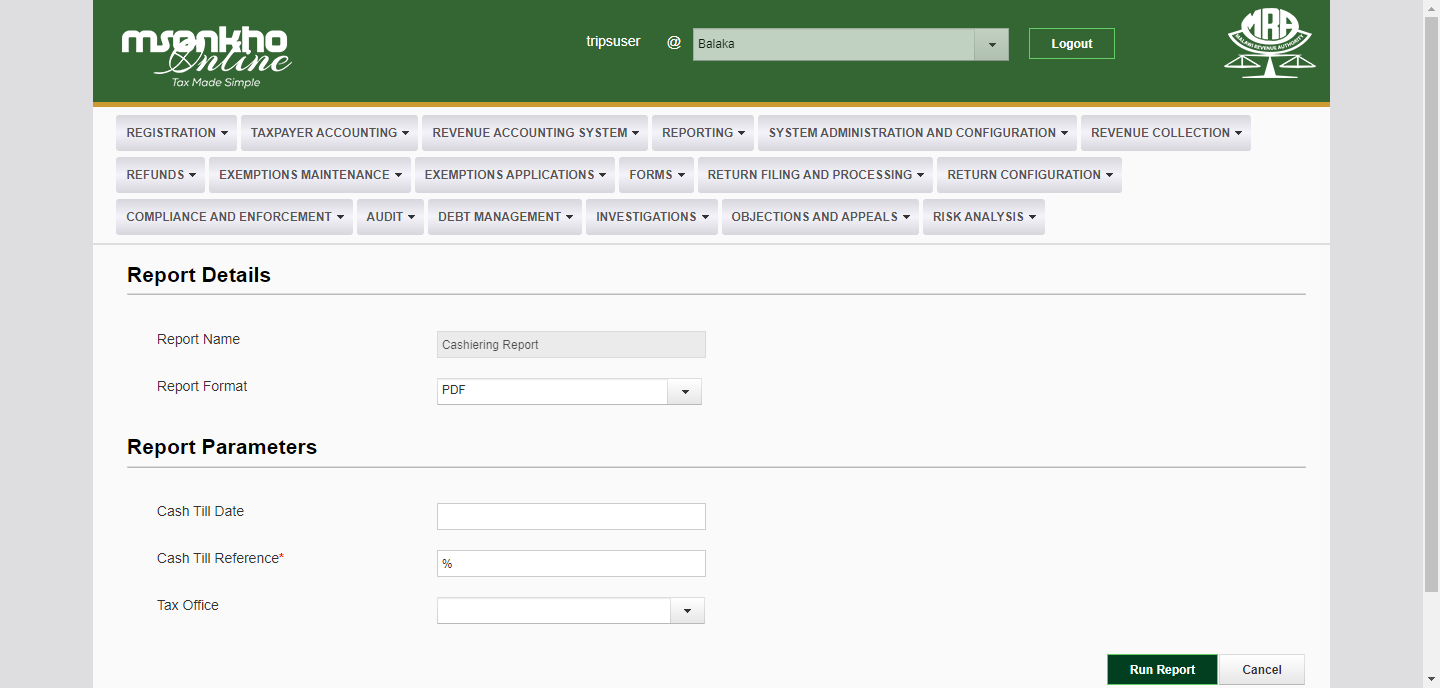 msonkho
Online
Tax Made Simple
tripsuser @ Balaka Logout
MRA
MALAWI REVENUE AUTHORITY
REGISTRATION TAXPAYER ACCOUNTING REVENUE ACCOUNTING SYSTEM REPORTING SYSTEM ADMINISTRATION AND CONFIGURATION REVENUE COLLECTION
REFUNDS EXEMPTIONS MAINTENANCE EXEMPTIONS APPLICATIONS FORMS RETURN FILING AND PROCESSING RETURN CONFIGURATION
COMPLIANCE AND ENFORCEMENT AUDIT DEBT MANAGEMENT INVESTIGATIONS OBJECTIONS AND APPEALS RISK ANALYSIS
Report Details
Report Name Cashiering Report
Report Format PDF
Report Parameters
Cash Till Date
Cash Till Reference* %
Tax Office
Run Report Cancel